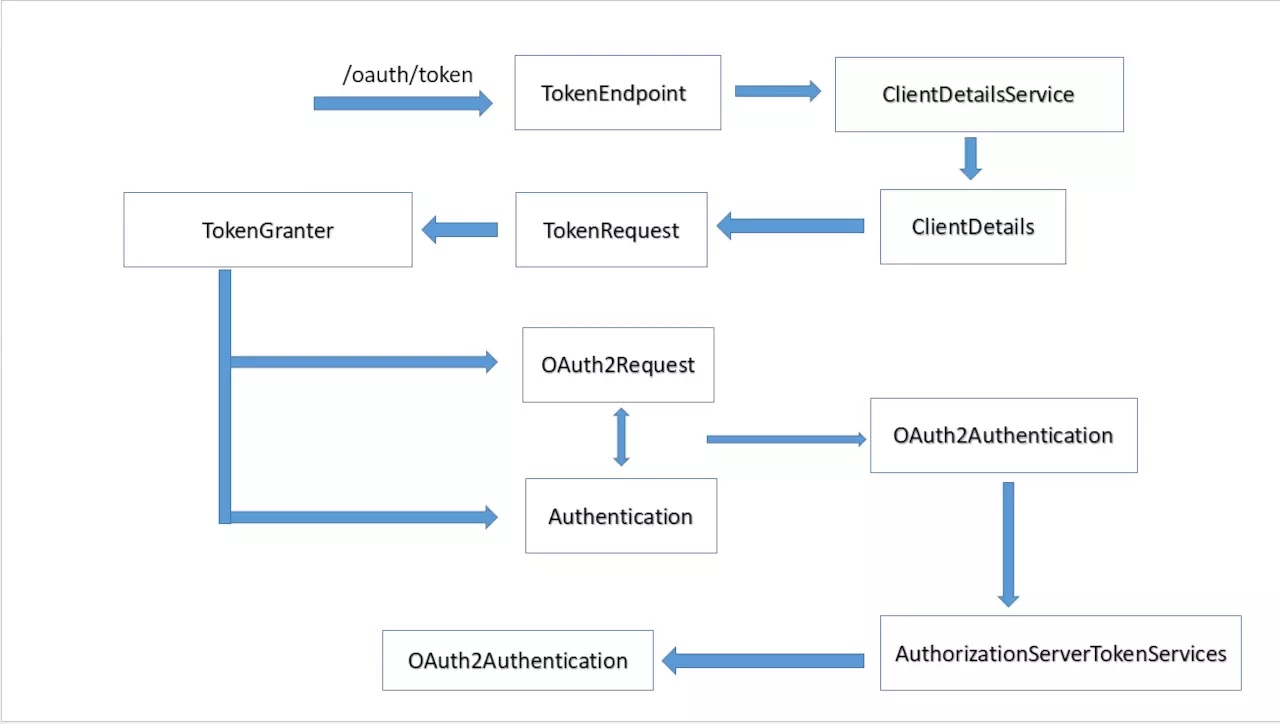 /oauth/token
TokenEndpoint
ClientDetailsService
TokenGranter
TokenRequest
ClientDetails
OAuth2Request
OAuth2Authentication
Authentication
OAuth2Authentication
AuthorizationServerTokenServices